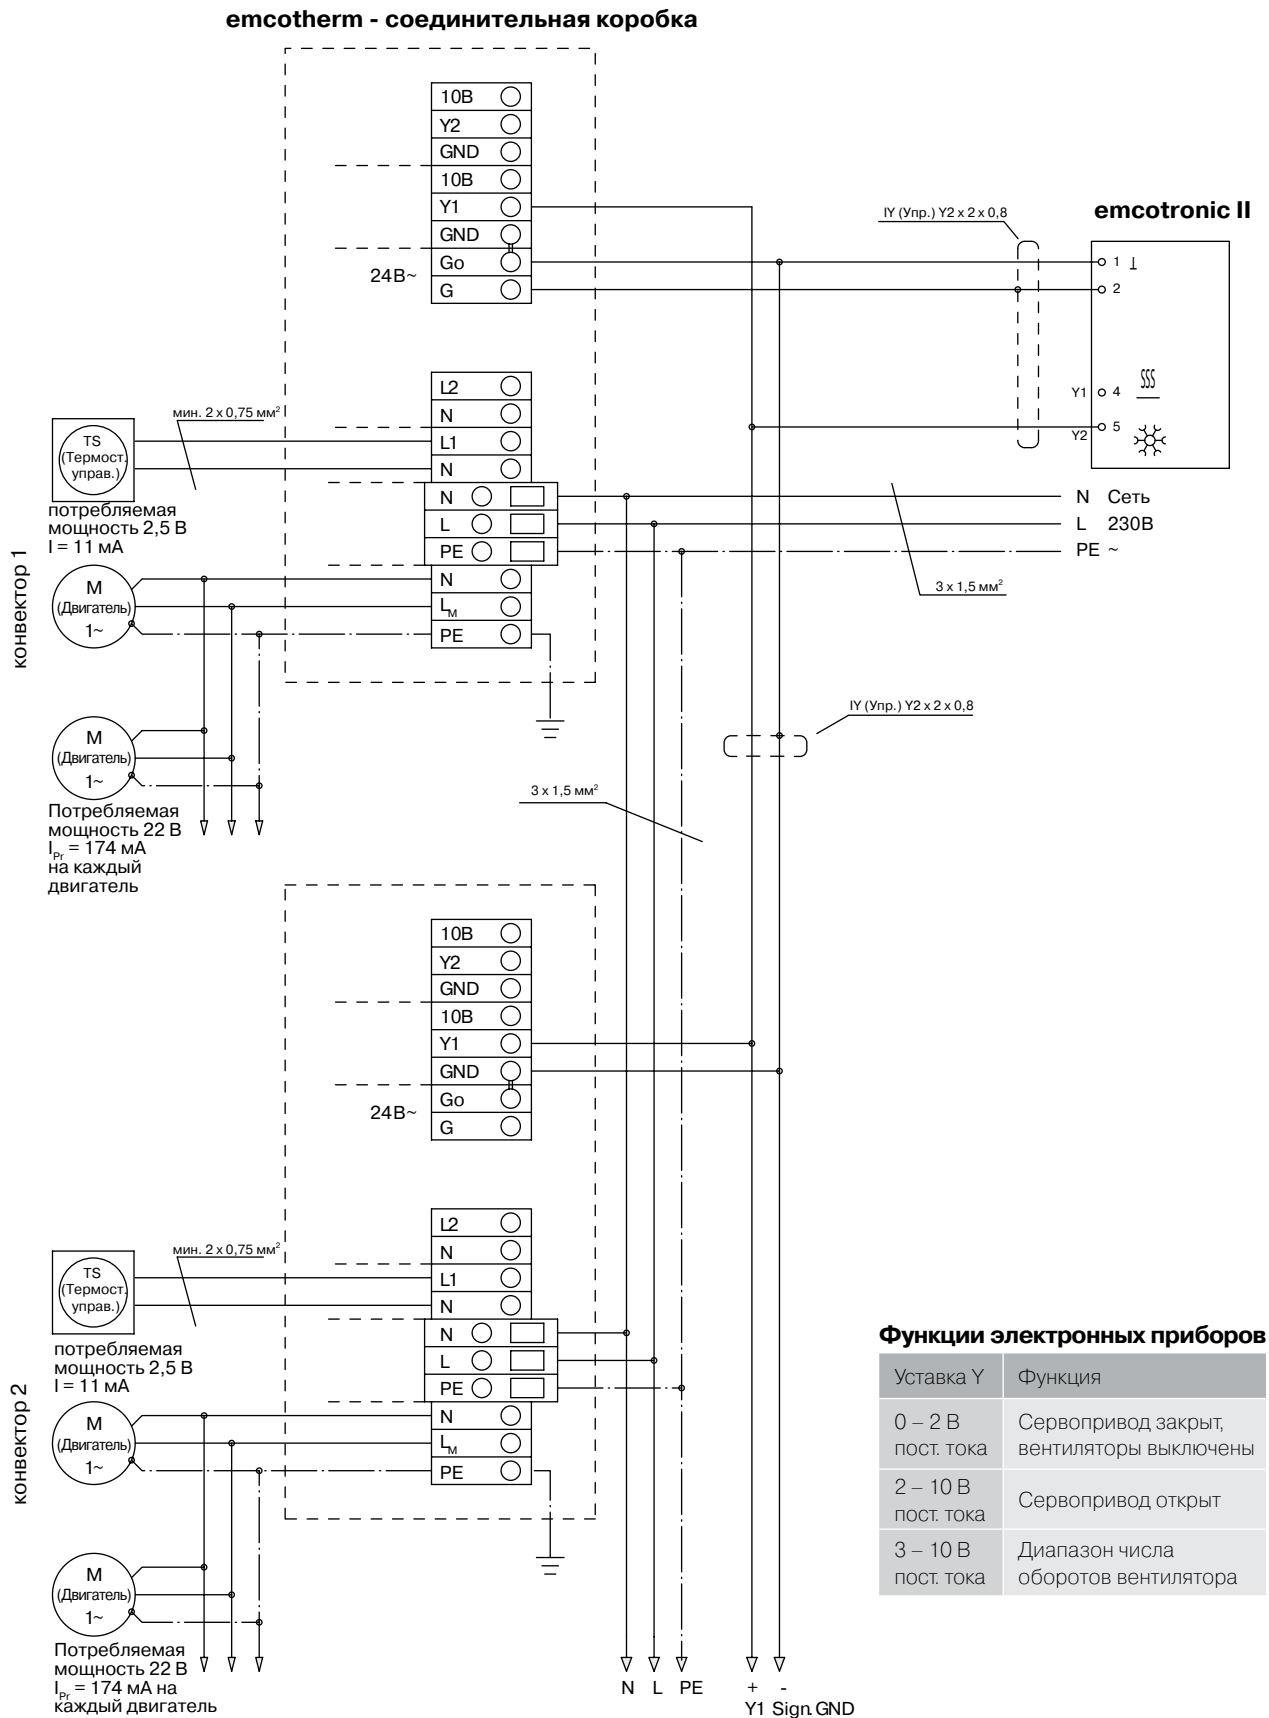 emcotherm - соединительная коробка
10В
Y2
GND
10В
Y1
GND
Go
G
24В~
IY (Упр.) Y2 x 2 x 0,8
emcotronic II
1 ⊥
2
Y1 4
Y2 5
L2
N
L1
N
N
L
PE
N
L_M
PE
мин. 2 x 0,75 мм²
TS
(Термост.
управ.)
потребляемая
мощность 2,5 В
I = 11 мА
конвектор 1
M
(Двигатель)
1~
M
(Двигатель)
1~
Потребляемая
мощность 22 В
I_Pr = 174 мА
на каждый
двигатель
N Сеть
L 230В
PE ~
3 x 1,5 мм²
IY (Упр.) Y2 x 2 x 0,8
3 x 1,5 мм²
10В
Y2
GND
10В
Y1
GND
Go
G
24В~
L2
N
L1
N
N
L
PE
N
L_M
PE
мин. 2 x 0,75 мм²
TS
(Термост.
управ.)
потребляемая
мощность 2,5 В
I = 11 мА
конвектор 2
M
(Двигатель)
1~
M
(Двигатель)
1~
Потребляемая
мощность 22 В
I_Pr = 174 мА на
каждый двигатель
N L PE + -
Y1 Sign. GND
Функции электронных приборов
Уставка Y Функция
0 – 2 В
пост. тока
Сервопривод закрыт,
вентиляторы выключены
2 – 10 В
пост. тока
Сервопривод открыт
3 – 10 В
пост. тока
Диапазон числа
оборотов вентилятора